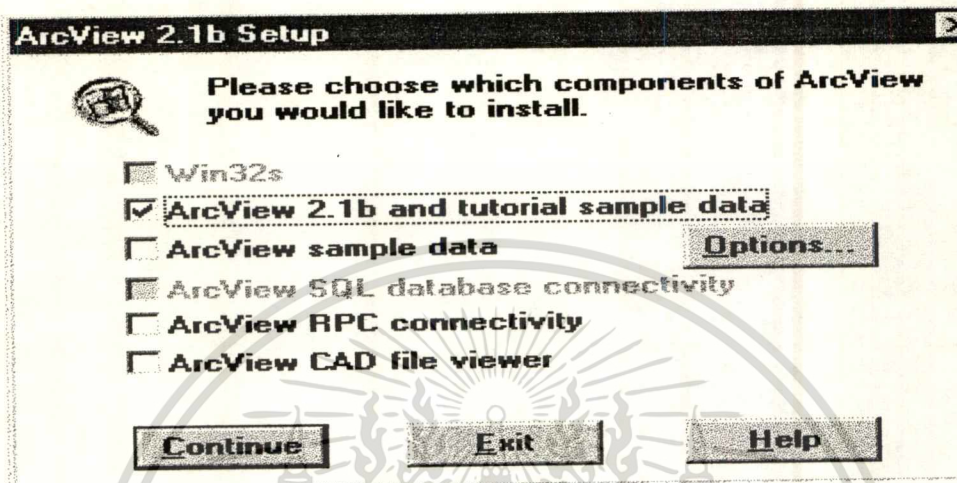 ArcView 2.1b Setup
Please choose which components of ArcView
you would like to install.
Win32s
ArcView 2.1b and tutorial sample data
ArcView sample data
Options...
ArcView SQL database connectivity
ArcView RPC connectivity
ArcView CAD file viewer
Continue Exit Help